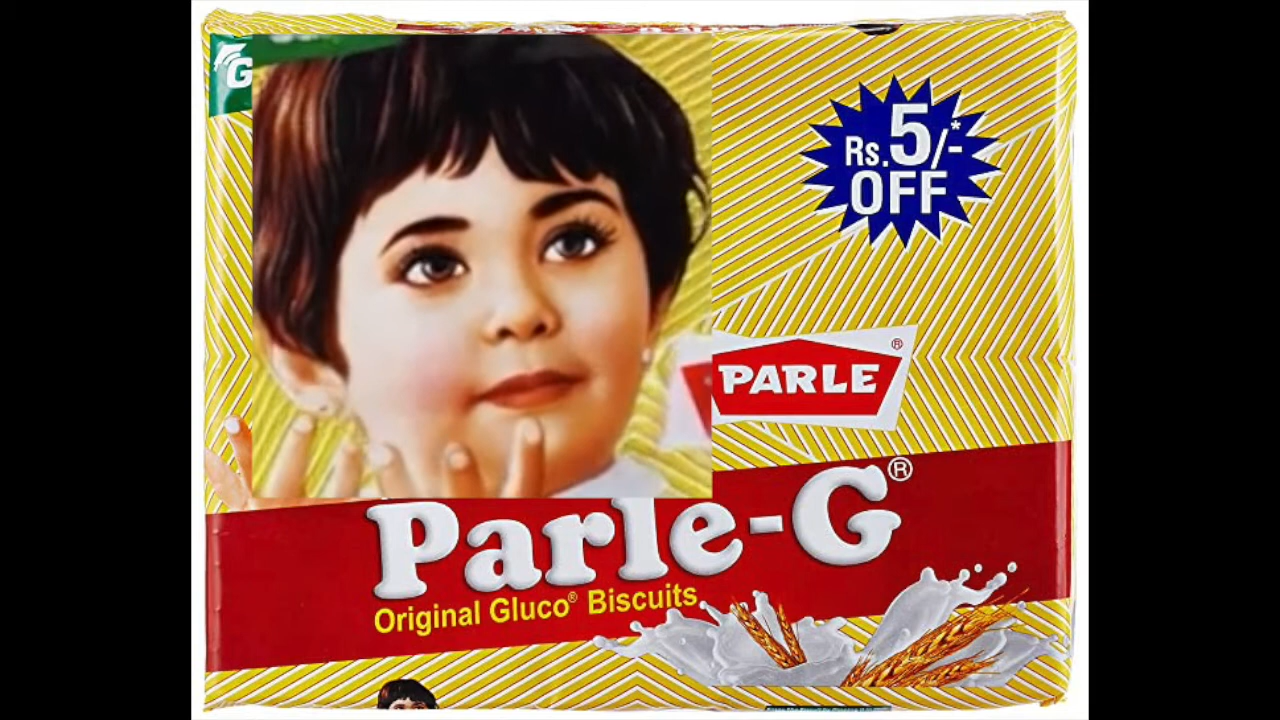 G
Rs. 5/-*
OFF
PARLE®
Parle-G®
Original Gluco® Biscuits